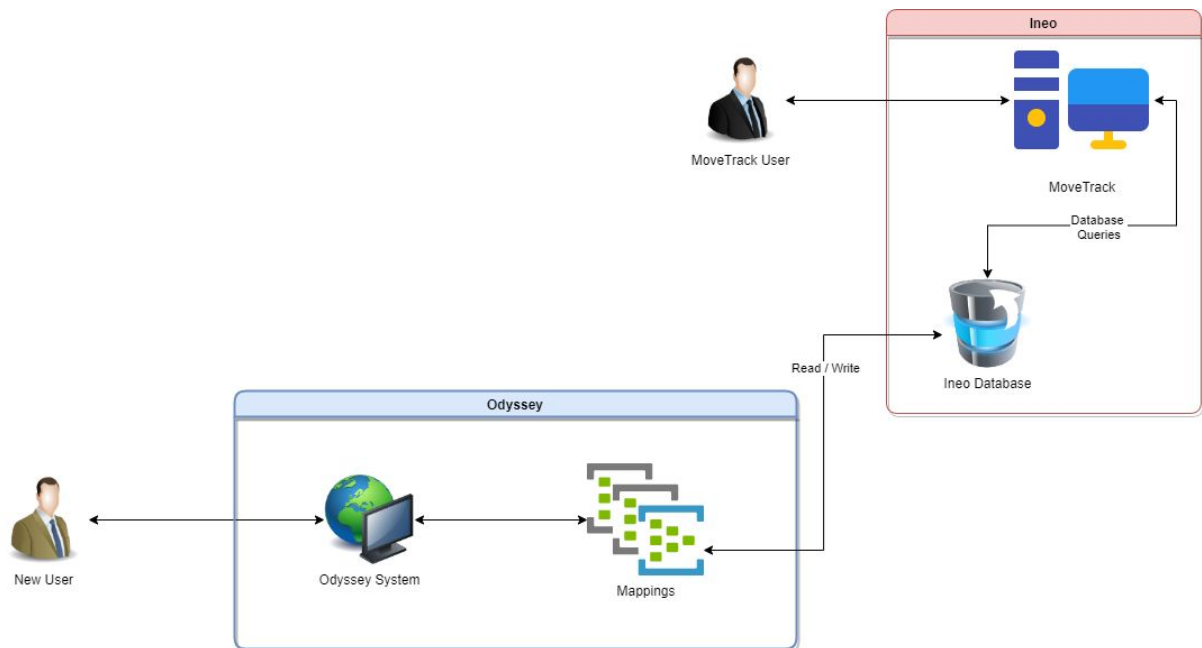 Ineo
MoveTrack User
MoveTrack
Database
Queries
Read / Write
Ineo Database
Odyssey
New User
Odyssey System
Mappings